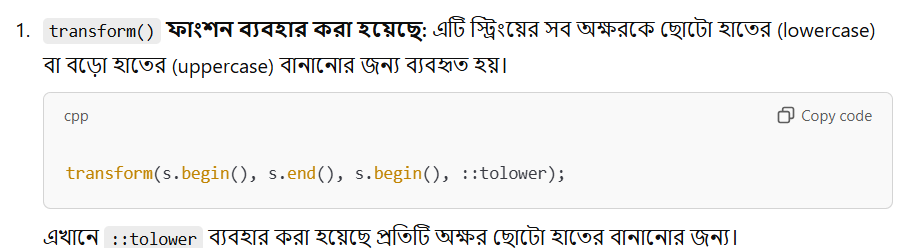 1. transform() ফাংশন ব্যবহার করা হয়েছে: এটি স্ট্রিংয়ের সব অক্ষরকে ছোটো হাতের (lowercase)
বা বড়ো হাতের (uppercase) বানানোর জন্য ব্যবহৃত হয়।
cpp Copy code
transform(s.begin(), s.end(), s.begin(), ::tolower);
এখানে ::tolower ব্যবহার করা হয়েছে প্রতিটি অক্ষর ছোটো হাতের বানানোর জন্য।